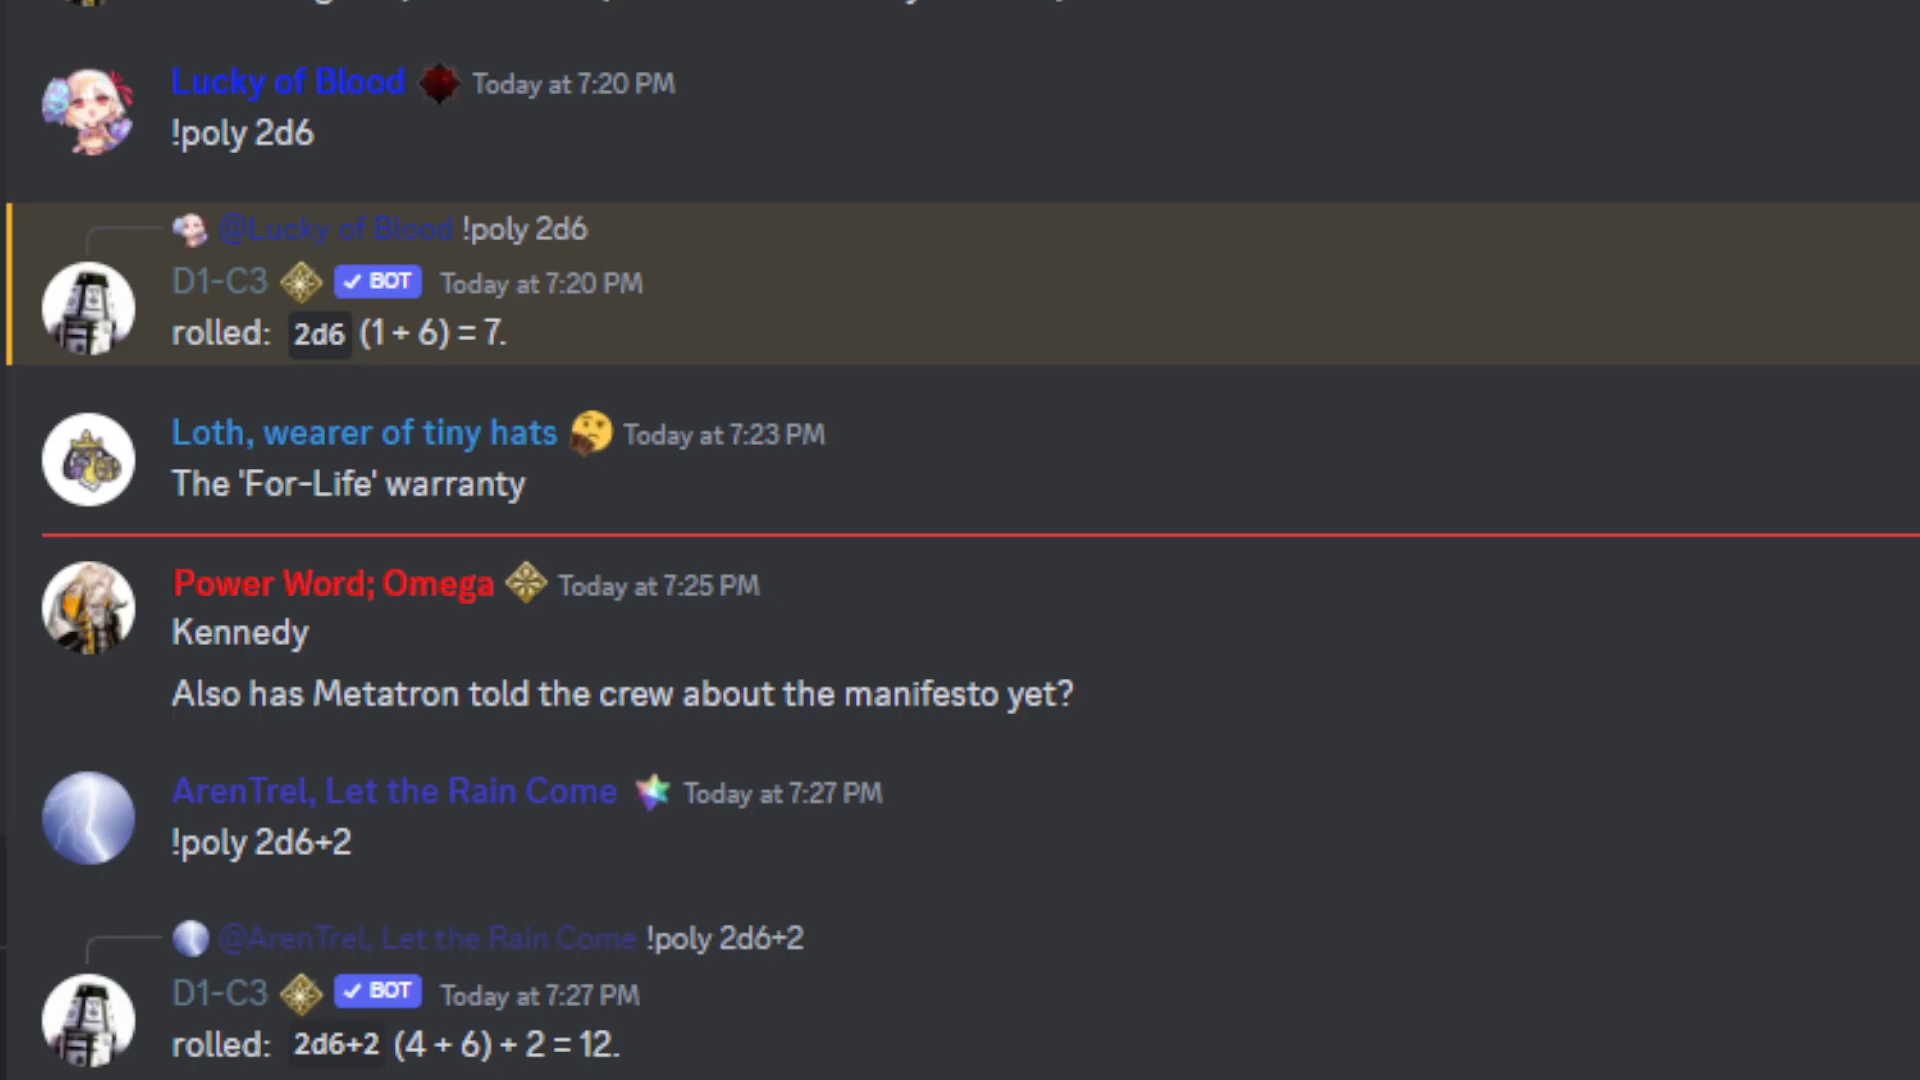 Lucky of Blood Today at 7:20 PM
!poly 2d6
@Lucky of Blood !poly 2d6
D1-C3 BOT Today at 7:20 PM
rolled: 2d6 (1 + 6) = 7.
Loth, wearer of tiny hats Today at 7:23 PM
The 'For-Life' warranty
Power Word; Omega Today at 7:25 PM
Kennedy
Also has Metatron told the crew about the manifesto yet?
ArenTrel, Let the Rain Come Today at 7:27 PM
!poly 2d6+2
@ArenTrel, Let the Rain Come !poly 2d6+2
D1-C3 BOT Today at 7:27 PM
rolled: 2d6+2 (4 + 6) + 2 = 12.